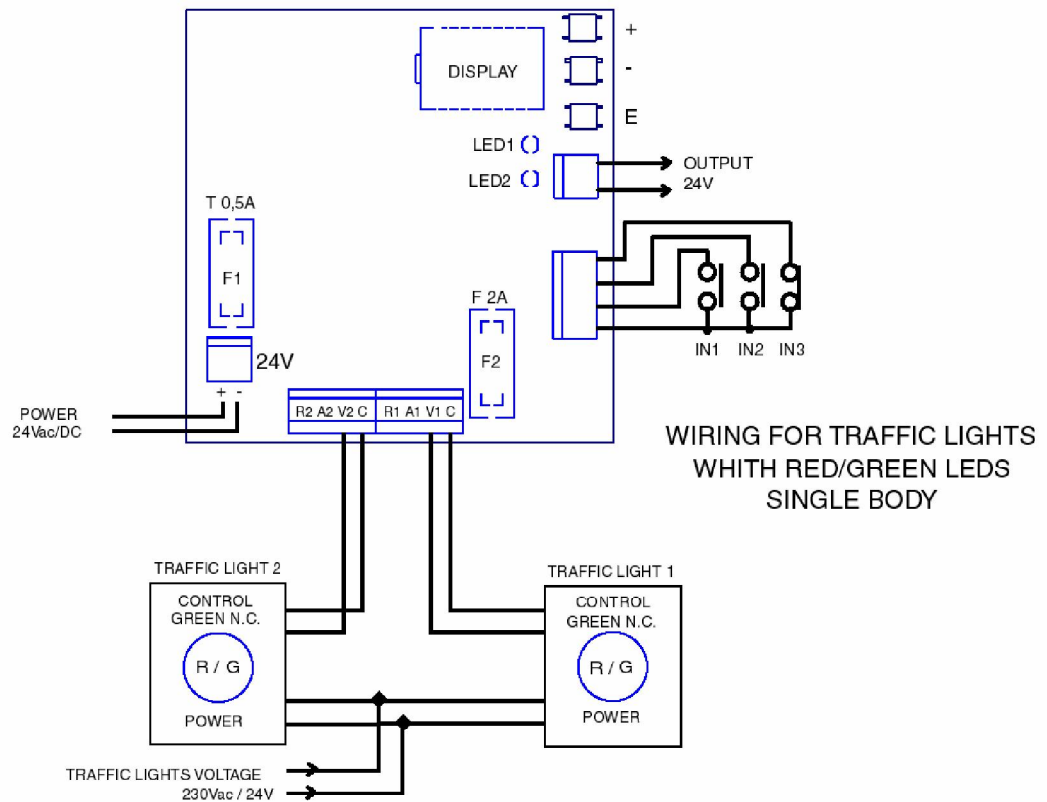 +
DISPLAY
-
E
LED1
OUTPUT
LED2
24V
T 0,5A
F1
F 2A
24V
F2
IN1 IN2 IN3
+ -
POWER
24Vac/DC
R2 A2 V2 C R1 A1 V1 C
WIRING FOR TRAFFIC LIGHTS
WHITH RED/GREEN LEDS
SINGLE BODY
TRAFFIC LIGHT 2
CONTROL
GREEN N.C.
R / G
POWER
TRAFFIC LIGHT 1
CONTROL
GREEN N.C.
R / G
POWER
TRAFFIC LIGHTS VOLTAGE
230Vac / 24V